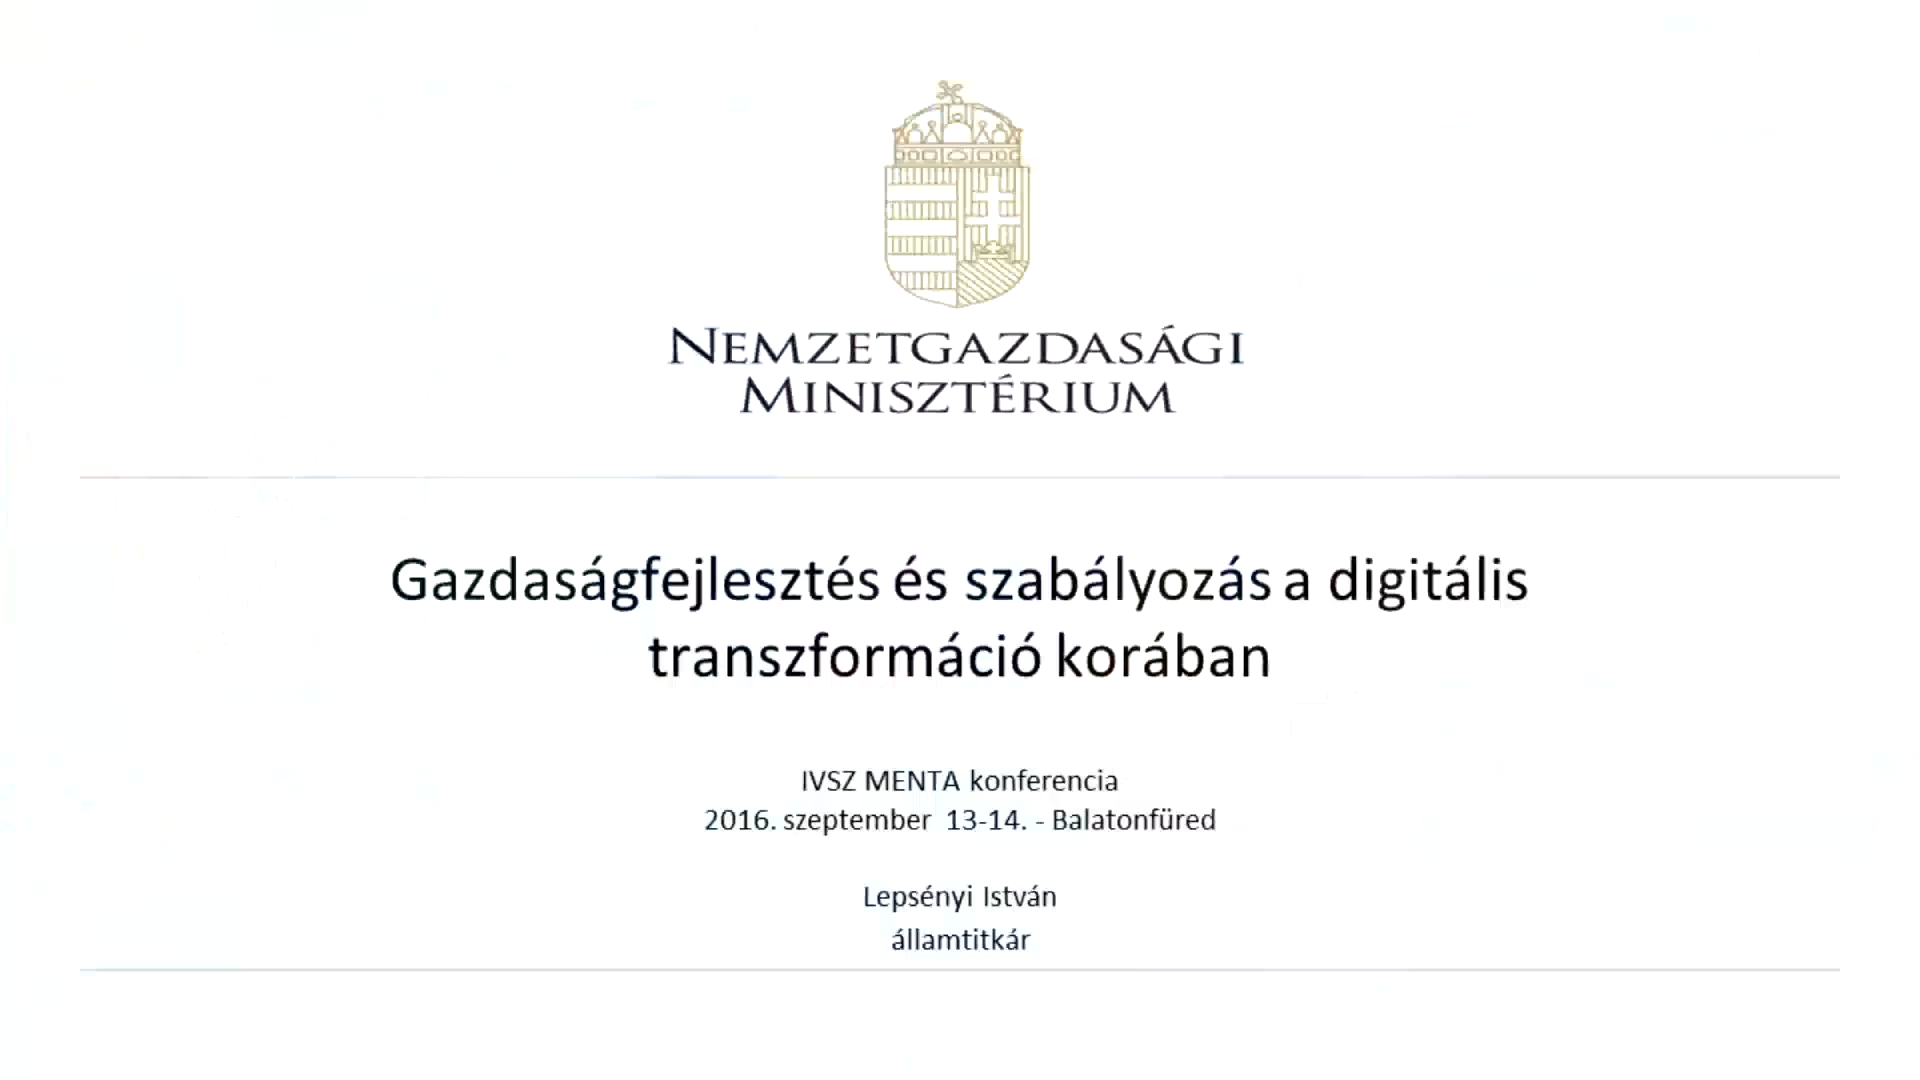 NEMZETGAZDASÁGI
MINISZTÉRIUM
Gazdaságfejlesztés és szabályozás a digitális
transzformáció korában
IVSZ MENTA konferencia
2016. szeptember 13-14. - Balatonfüred
Lepsényi István
államtitkár